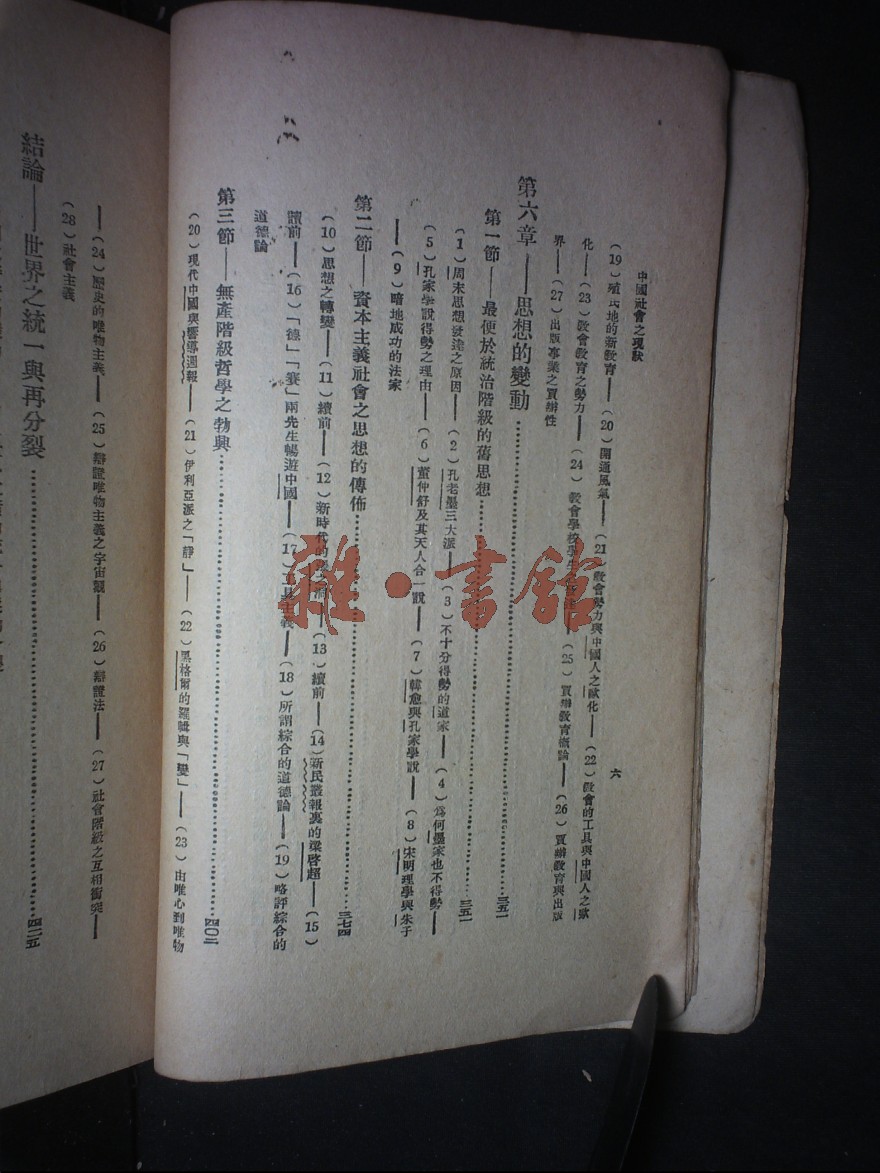 中國社會之現狀
六
(19)殖民地的新教育——(20)開通風氣——(21)教會勢力與中國人之歐化——(22)教會的工具與中國人之歐
化——(23)教會教育之勢力——(24)教會學校學生——(25)買辦教育概論——(26)買辦教育與出版
界——(27)出版事業之買辦性
第六章——思想的變動……三五一
第一節——最便於統治階級的舊思想……三五一
(1)周末思想發達之原因——(2)孔老墨三大派——(3)不十分得勢的道家——(4)為何墨家也不得勢——
(5)孔家學說得勢之理由——(6)董仲舒及其天人合一說——(7)韓愈與孔家學說——(8)宋明理學與朱子
——(9)暗地成功的法家
第二節——資本主義社會之思想的傳佈……三七四
(10)思想之轉變——(11)續前——(12)新時代的——(13)續前——(14)新民叢報裏的梁啓超——(15)
續前——(16)「德」「賽」兩先生暢遊中國——(17)工具主義——(18)所謂綜合的道德論——(19)略評綜合的
道德論
第三節——無產階級哲學之勃興……四〇三
(20)現代中國與嚮導週報——(21)伊利亞派之「靜」——(22)黑格爾的邏輯與「變」——(23)由唯心到唯物
——(24)歷史的唯物主義——(25)辯證唯物主義之宇宙觀——(26)辯證法——(27)社會階級之互相衝突——
(28)社會主義
結論——世界之統一與再分裂……四二五
雜·書館